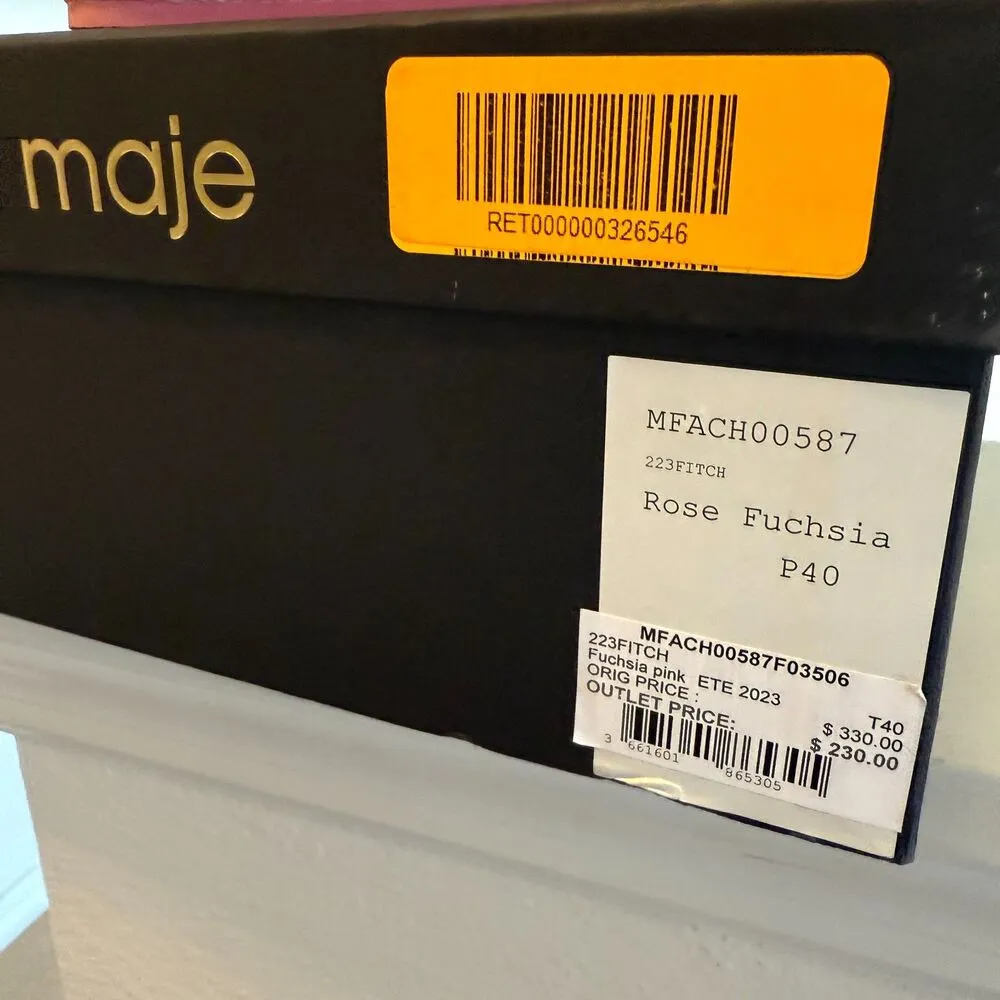 maje
RET000000326546
MFACH00587
223FITCH
Rose Fuchsia
P40
MFACH00587F03506
223FITCH
Fuchsia pink ETE 2023
T40
ORIG PRICE : $ 330.00
OUTLET PRICE: $ 230.00
3 661601 865305